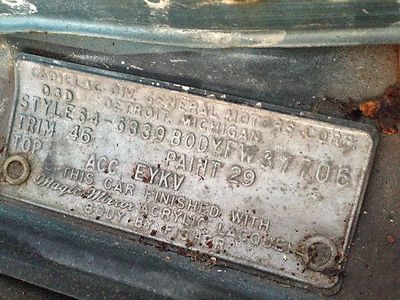 CADILLAC DIV. GENERAL MOTORS CORP.
03D DETROIT, MICHIGAN
STYLE 64-6339 BODY FW 37706
TRIM 46 PAINT 29
TOP
ACC. EYKV
THIS CAR FINISHED WITH
Magic-Mirror ACRYLIC LACQUER
BODY BY FISHER